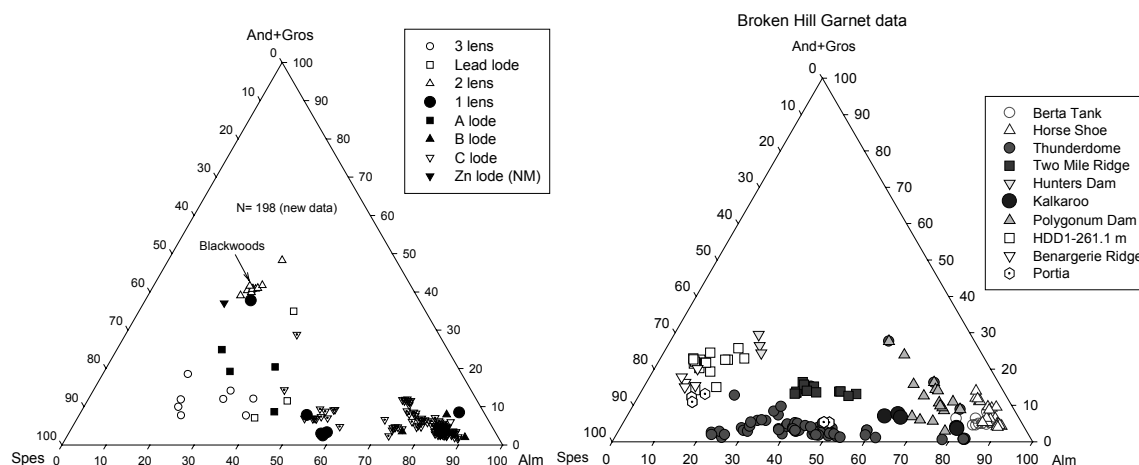 And+Gros
0
100
10
90
20
80
30
70
40
60
50
50
60
40
70
30
80
20
90
10
100
0
0 10 20 30 40 50 60 70 80 90 100
Spes
Alm
N= 198 (new data)
Blackwoods
3 lens
Lead lode
2 lens
1 lens
A lode
B lode
C lode
Zn lode (NM)
Broken Hill Garnet data
And+Gros
0
100
10
90
20
80
30
70
40
60
50
50
60
40
70
30
80
20
90
10
100
0
0 10 20 30 40 50 60 70 80 90 100
Spes
Alm
Berta Tank
Horse Shoe
Thunderdome
Two Mile Ridge
Hunters Dam
Kalkaroo
Polygonum Dam
HDD1-261.1 m
Benargerie Ridge
Portia